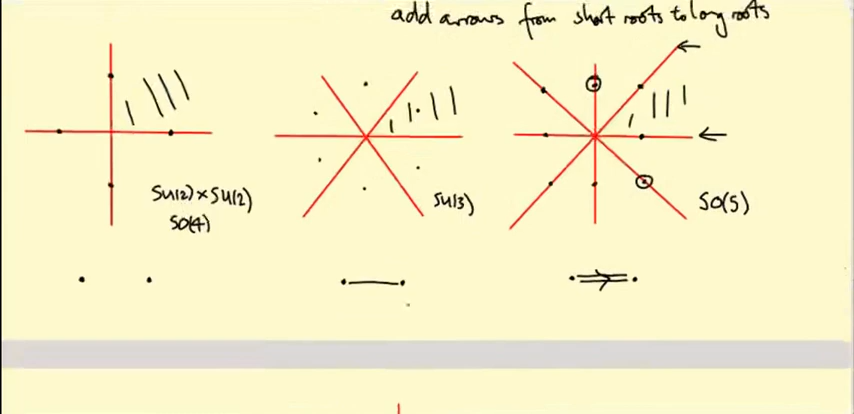 add arrows from short roots to long roots
SU(2)×SU(2)
SO(4)
SU(3)
SO(5)